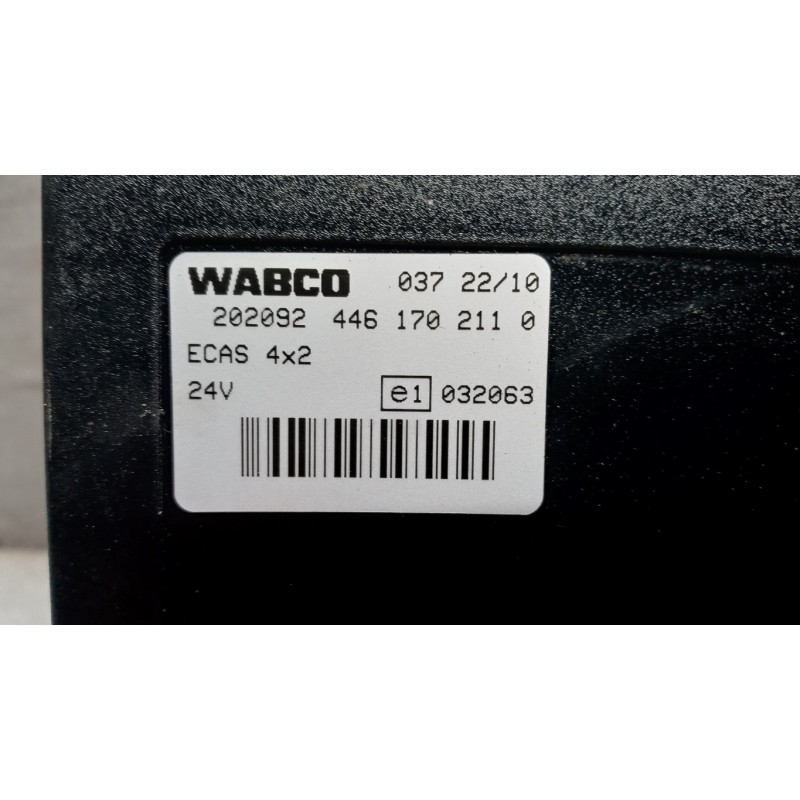 WABCO 037 22/10
202092 446 170 211 0
ECAS 4x2
24V e1 032063